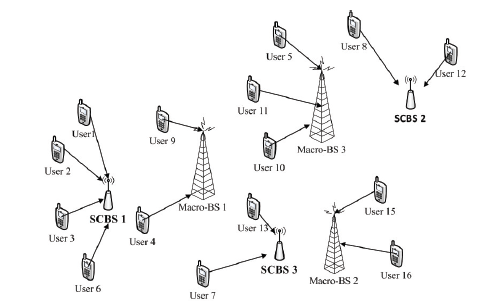 User 5
User 8
User 12
User 11
SCBS 2
User1
User 9
User 10
Macro-BS 3
User 2
Macro-BS 1
User 15
SCBS 1
User 3
User 4
User 13
SCBS 3
Macro-BS 2
User 16
User 6
User 7